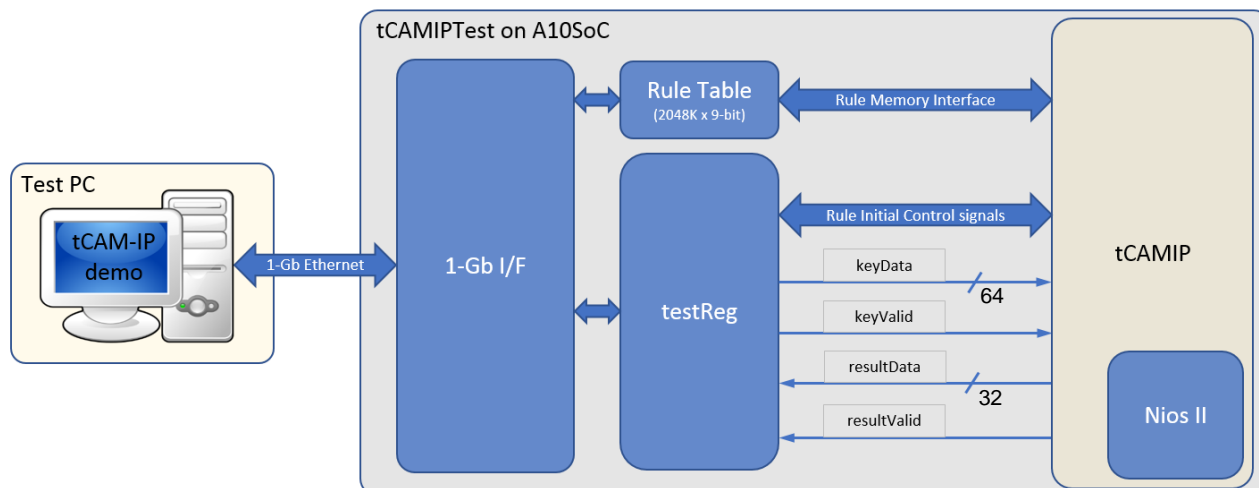 tCAMIPTest on A10SoC
Rule Table
(2048K x 9-bit)
Rule Memory Interface
Test PC
tCAM-IP
demo
1-Gb Ethernet
1-Gb I/F
testReg
Rule Initial Control signals
keyData
64
keyValid
resultData
32
resultValid
tCAMIP
Nios II